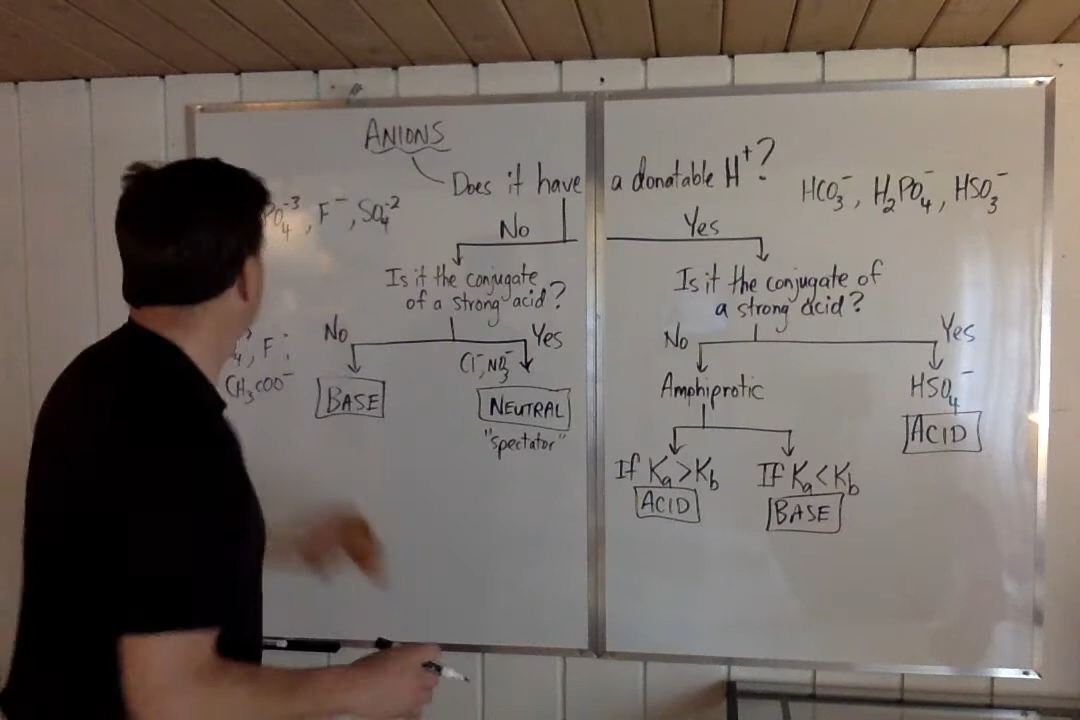 ANIONS
Does it have a donatable H⁺?
PO₄⁻³, F⁻, SO₄⁻²
HCO₃⁻, H₂PO₄⁻, HSO₃⁻
No
Yes
Is it the conjugate
of a strong acid?
Is it the conjugate of
a strong acid?
No
Yes
No
Yes
F⁻,
CH₃COO⁻
Cl⁻, NO₃⁻
BASE
NEUTRAL
"spectator"
Amphiprotic
HSO₄⁻
ACID
If Ka>Kb
ACID
If Ka<Kb
BASE